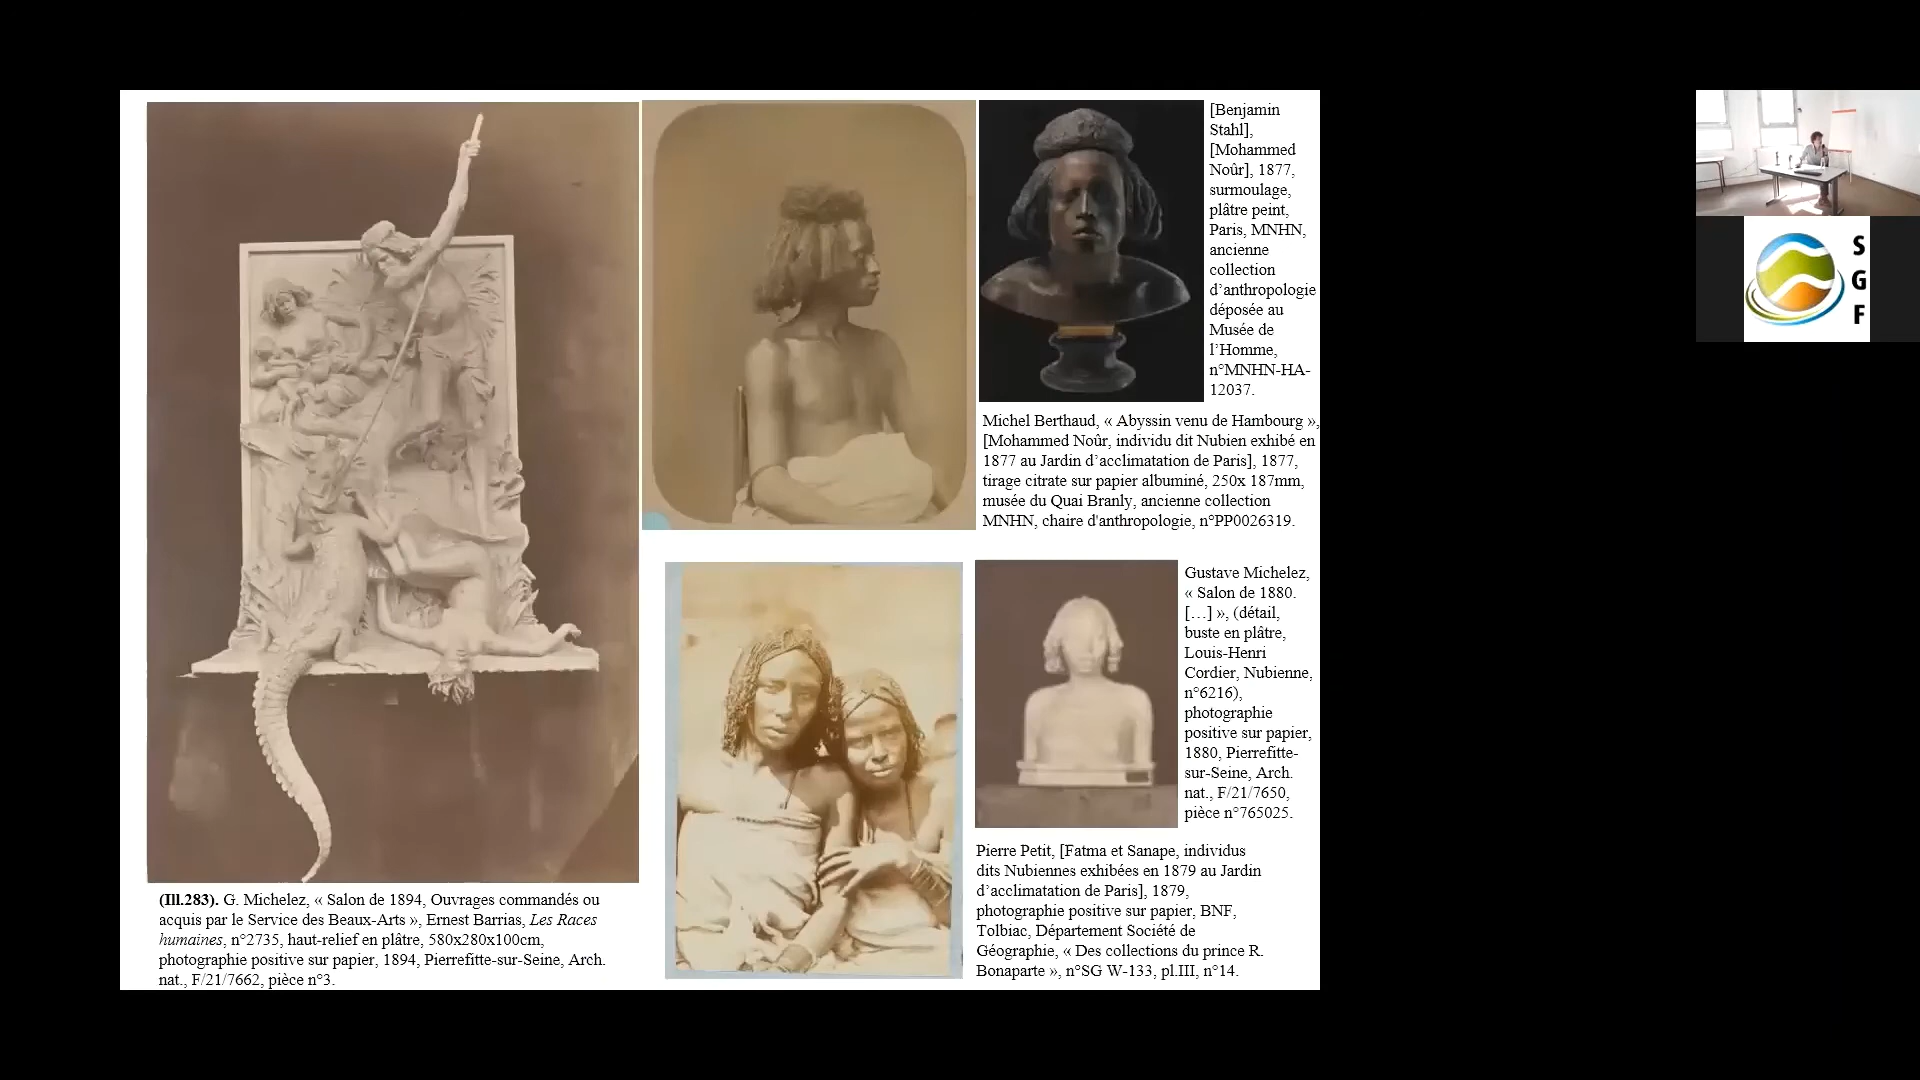 [Benjamin
Stahl],
[Mohammed
Noûr], 1877,
surmoulage,
plâtre peint,
Paris, MNHN,
ancienne
collection
d’anthropologie
déposée au
Musée de
l’Homme,
n°MNHN-HA-
12037.
Michel Berthaud, « Abyssin venu de Hambourg »,
[Mohammed Noûr, individu dit Nubien exhibé en
1877 au Jardin d’acclimatation de Paris], 1877,
tirage citrate sur papier albuminé, 250x 187mm,
musée du Quai Branly, ancienne collection
MNHN, chaire d'anthropologie, n°PP0026319.
Gustave Michelez,
« Salon de 1880.
[…] », (détail,
buste en plâtre,
Louis-Henri
Cordier, Nubienne,
n°6216),
photographie
positive sur papier,
1880, Pierrefitte-
sur-Seine, Arch.
nat., F/21/7650,
pièce n°765025.
Pierre Petit, [Fatma et Sanape, individus
dits Nubiennes exhibées en 1879 au Jardin
d’acclimatation de Paris], 1879,
photographie positive sur papier, BNF,
Tolbiac, Département Société de
Géographie, « Des collections du prince R.
Bonaparte », n°SG W-133, pl.III, n°14.
(Ill.283). G. Michelez, « Salon de 1894, Ouvrages commandés ou
acquis par le Service des Beaux-Arts », Ernest Barrias, Les Races
humaines, n°2735, haut-relief en plâtre, 580x280x100cm,
photographie positive sur papier, 1894, Pierrefitte-sur-Seine, Arch.
nat., F/21/7662, pièce n°3.
S
G
F